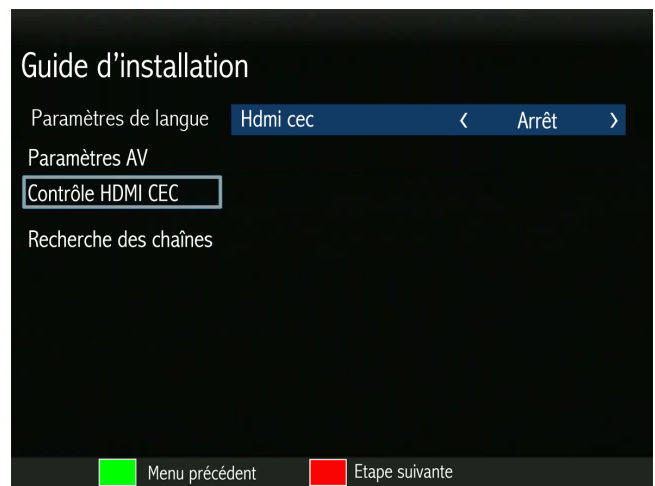 Guide d'installation
Paramètres de langue Hdmi cec < Arrêt >
Paramètres AV
Contrôle HDMI CEC
Recherche des chaînes
Menu précédent Etape suivante